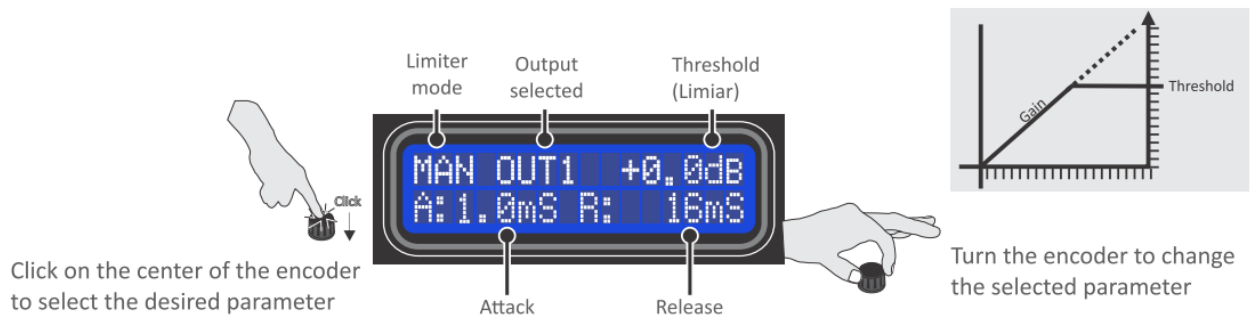 Limiter
mode
Output
selected
Threshold
(Limiar)
Gain
Threshold
MAN OUT1 +0.0dB
A: 1.0mS R: 16mS
Click
Click on the center of the encoder
to select the desired parameter
Attack
Release
Turn the encoder to change
the selected parameter